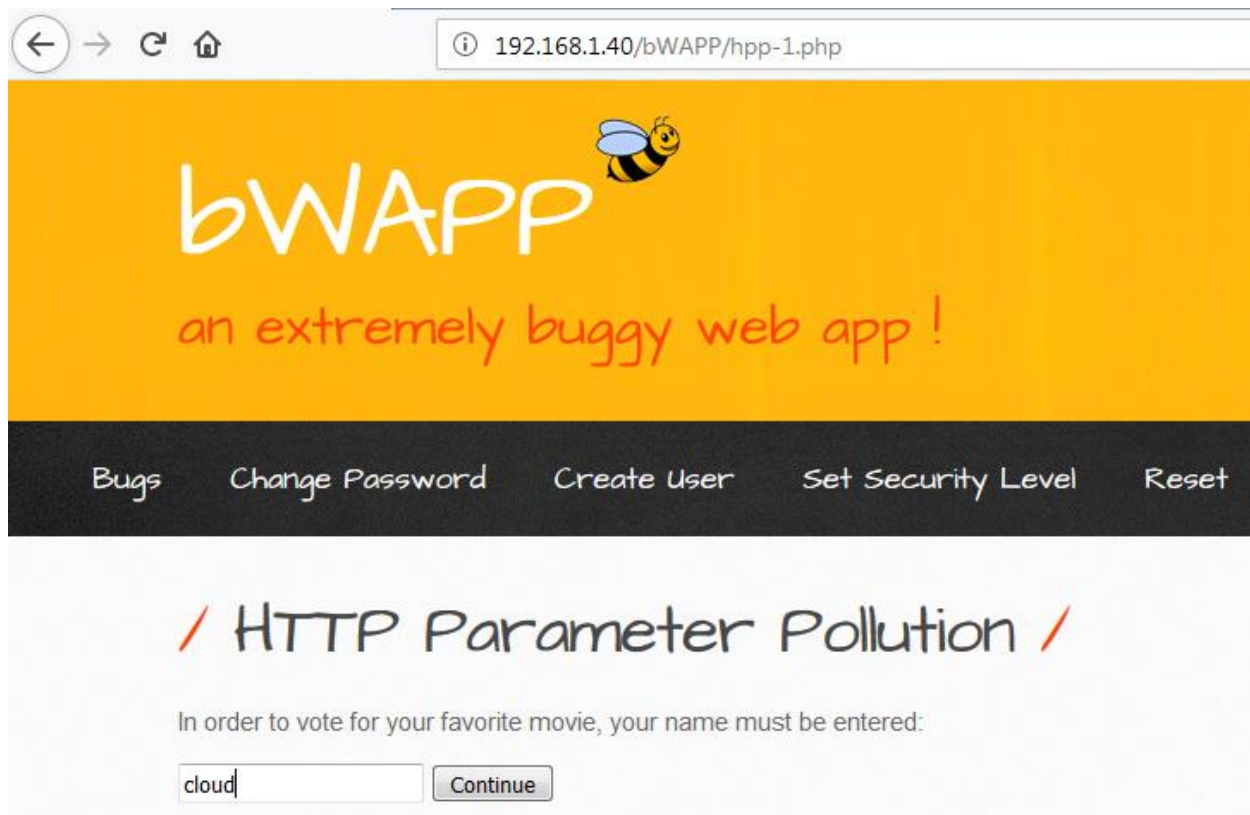 192.168.1.40/bWAPP/hpp-1.php
bWAPP
an extremely buggy web app !
Bugs Change Password Create User Set Security Level Reset
/ HTTP Parameter Pollution /
In order to vote for your favorite movie, your name must be entered:
cloud Continue